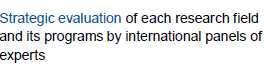 Strategic evaluation of each research field
and its programs by international panels of
experts